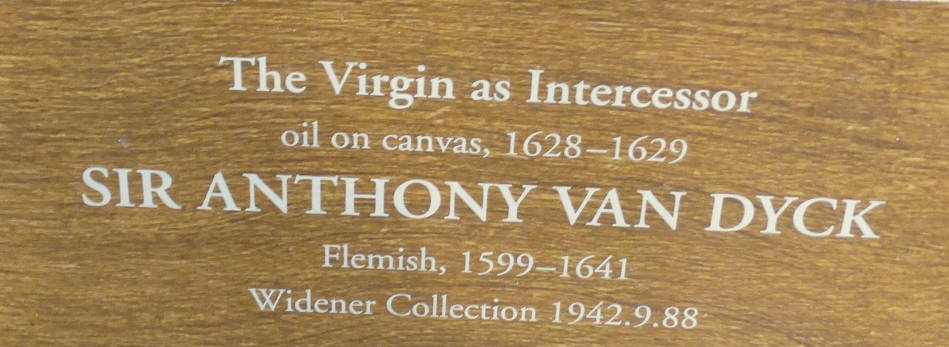 The Virgin as Intercessor
oil on canvas, 1628–1629
SIR ANTHONY VAN DYCK
Flemish, 1599–1641
Widener Collection 1942.9.88